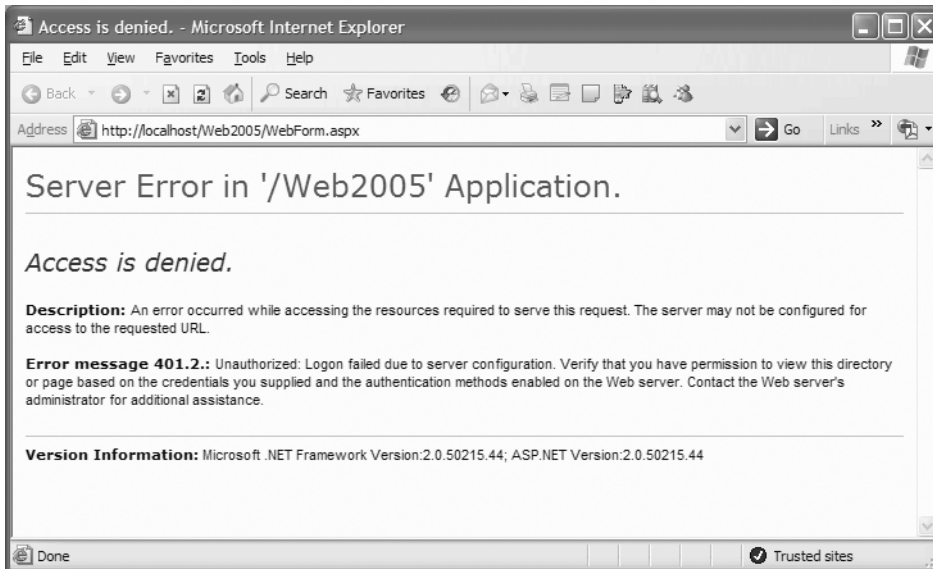 Access is denied. - Microsoft Internet Explorer
File Edit View Favorites Tools Help
Back Search Favorites
Address http://localhost/Web2005/WebForm.aspx Go Links »
Server Error in '/Web2005' Application.
Access is denied.
Description: An error occurred while accessing the resources required to serve this request. The server may not be configured for
access to the requested URL.
Error message 401.2.: Unauthorized: Logon failed due to server configuration. Verify that you have permission to view this directory
or page based on the credentials you supplied and the authentication methods enabled on the Web server. Contact the Web server's
administrator for additional assistance.
Version Information: Microsoft .NET Framework Version:2.0.50215.44; ASP.NET Version:2.0.50215.44
Done Trusted sites